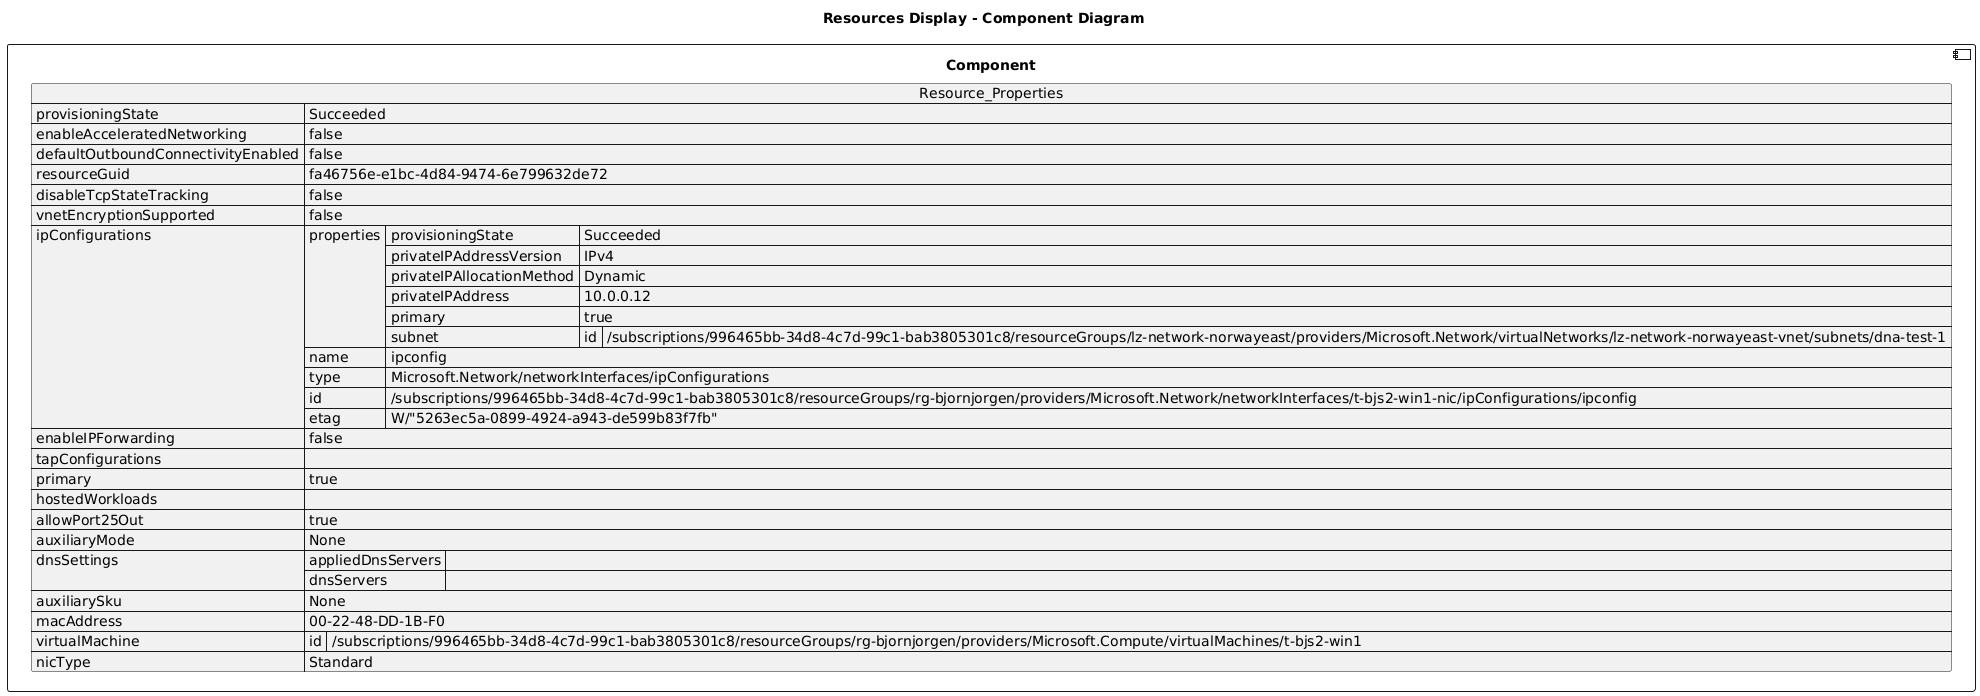 Resources Display - Component Diagram
Component
Resource_Properties
provisioningState Succeeded
enableAcceleratedNetworking false
defaultOutboundConnectivityEnabled false
resourceGuid fa46756e-e1bc-4d84-9474-6e799632de72
disableTcpStateTracking false
vnetEncryptionSupported false
ipConfigurations properties provisioningState Succeeded
privateIPAddressVersion IPv4
privateIPAllocationMethod Dynamic
privateIPAddress 10.0.0.12
primary true
subnet id /subscriptions/996465bb-34d8-4c7d-99c1-bab3805301c8/resourceGroups/lz-network-norwayeast/providers/Microsoft.Network/virtualNetworks/lz-network-norwayeast-vnet/subnets/dna-test-1
name ipconfig
type Microsoft.Network/networkInterfaces/ipConfigurations
id /subscriptions/996465bb-34d8-4c7d-99c1-bab3805301c8/resourceGroups/rg-bjornjorgen/providers/Microsoft.Network/networkInterfaces/t-bjs2-win1-nic/ipConfigurations/ipconfig
etag W/"5263ec5a-0899-4924-a943-de599b83f7fb"
enableIPForwarding false
tapConfigurations
primary true
hostedWorkloads
allowPort25Out true
auxiliaryMode None
dnsSettings appliedDnsServers
dnsServers
auxiliarySku None
macAddress 00-22-48-DD-1B-F0
virtualMachine id /subscriptions/996465bb-34d8-4c7d-99c1-bab3805301c8/resourceGroups/rg-bjornjorgen/providers/Microsoft.Compute/virtualMachines/t-bjs2-win1
nicType Standard